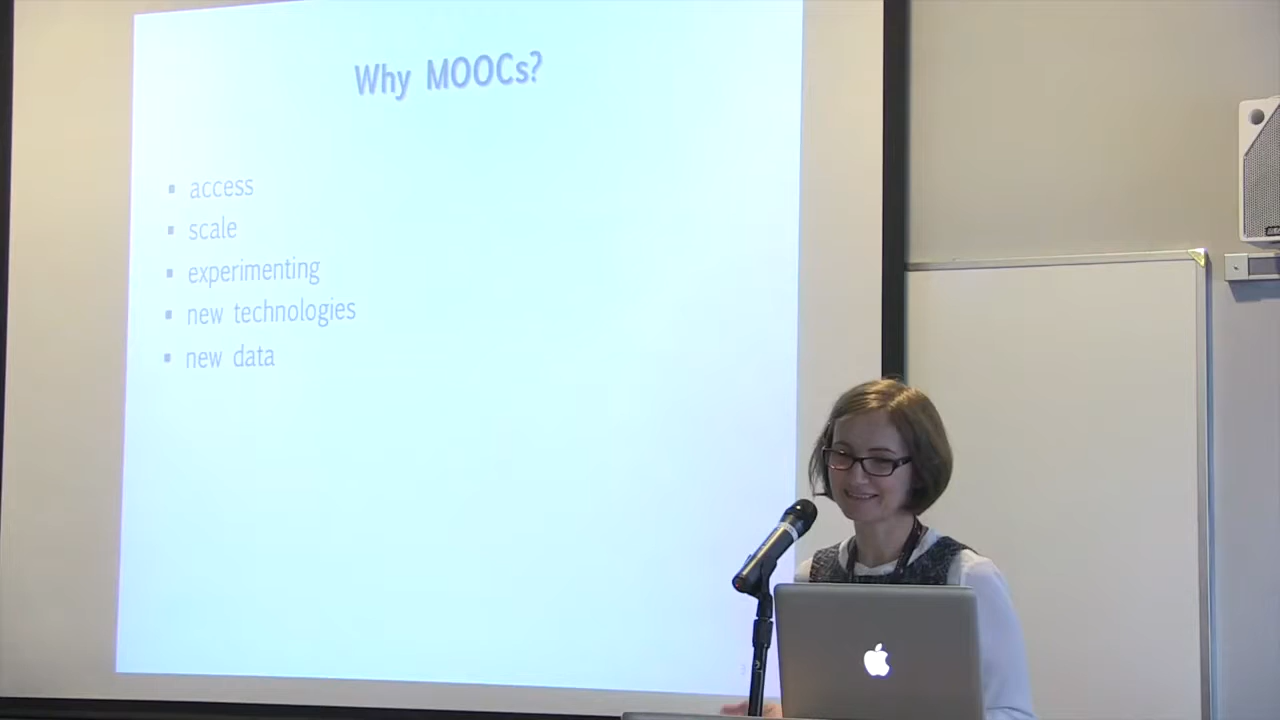 Why MOOCs?
▪ access
▪ scale
▪ experimenting
▪ new technologies
▪ new data